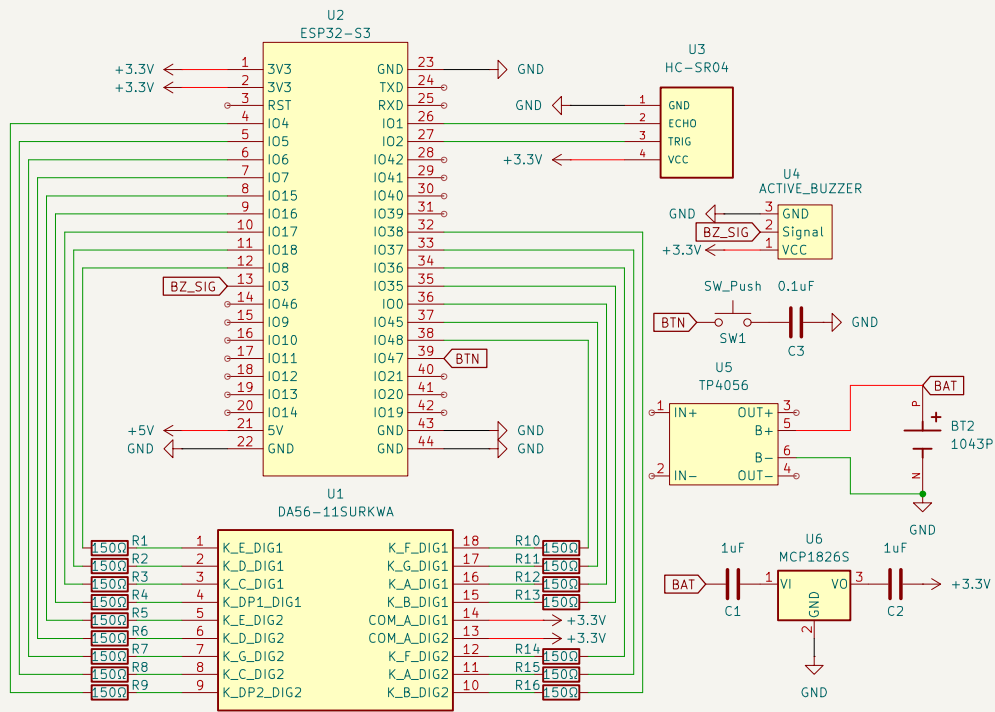 U2
ESP32-S3
+3.3V 1 3V3 GND 23 GND
+3.3V 2 3V3 TXD 24
3 RST RXD 25
4 IO4 IO1 26
5 IO5 IO2 27
6 IO6 IO42 28
7 IO7 IO41 29
8 IO15 IO40 30
9 IO16 IO39 31
10 IO17 IO38 32
11 IO18 IO37 33
12 IO8 IO36 34
BZ_SIG 13 IO3 IO35 35
14 IO46 IO0 36
15 IO9 IO45 37
16 IO10 IO48 38
17 IO11 IO47 39 BTN
18 IO12 IO21 40
19 IO13 IO20 41
20 IO14 IO19 42
+5V 21 5V GND 43 GND
GND 22 GND GND 44 GND
U3
HC-SR04
GND 1 GND
2 ECHO
3 TRIG
+3.3V 4 VCC
U4
ACTIVE_BUZZER
GND 3 GND
BZ_SIG 2 Signal
+3.3V 1 VCC
SW_Push 0.1uF
BTN GND
SW1 C3
U5
TP4056
1 IN+ OUT+ 3
B+ 5
B- 6
2 IN- OUT- 4
BAT
P
+
BT2
1043P
N
GND
U1
DA56-11SURKWA
150Ω R1 1 K_E_DIG1 K_F_DIG1 18 R10 150Ω
150Ω R2 2 K_D_DIG1 K_G_DIG1 17 R11 150Ω
150Ω R3 3 K_C_DIG1 K_A_DIG1 16 R12 150Ω
150Ω R4 4 K_DP1_DIG1 K_B_DIG1 15 R13 150Ω
150Ω R5 5 K_E_DIG2 COM_A_DIG1 14 +3.3V
150Ω R6 6 K_D_DIG2 COM_A_DIG2 13 +3.3V
150Ω R7 7 K_G_DIG2 K_F_DIG2 12 R14 150Ω
150Ω R8 8 K_C_DIG2 K_A_DIG2 11 R15 150Ω
150Ω R9 9 K_DP2_DIG2 K_B_DIG2 10 R16 150Ω
U6
1uF MCP1826S 1uF
BAT 1 VI VO 3 +3.3V
C1 GND C2
2
GND